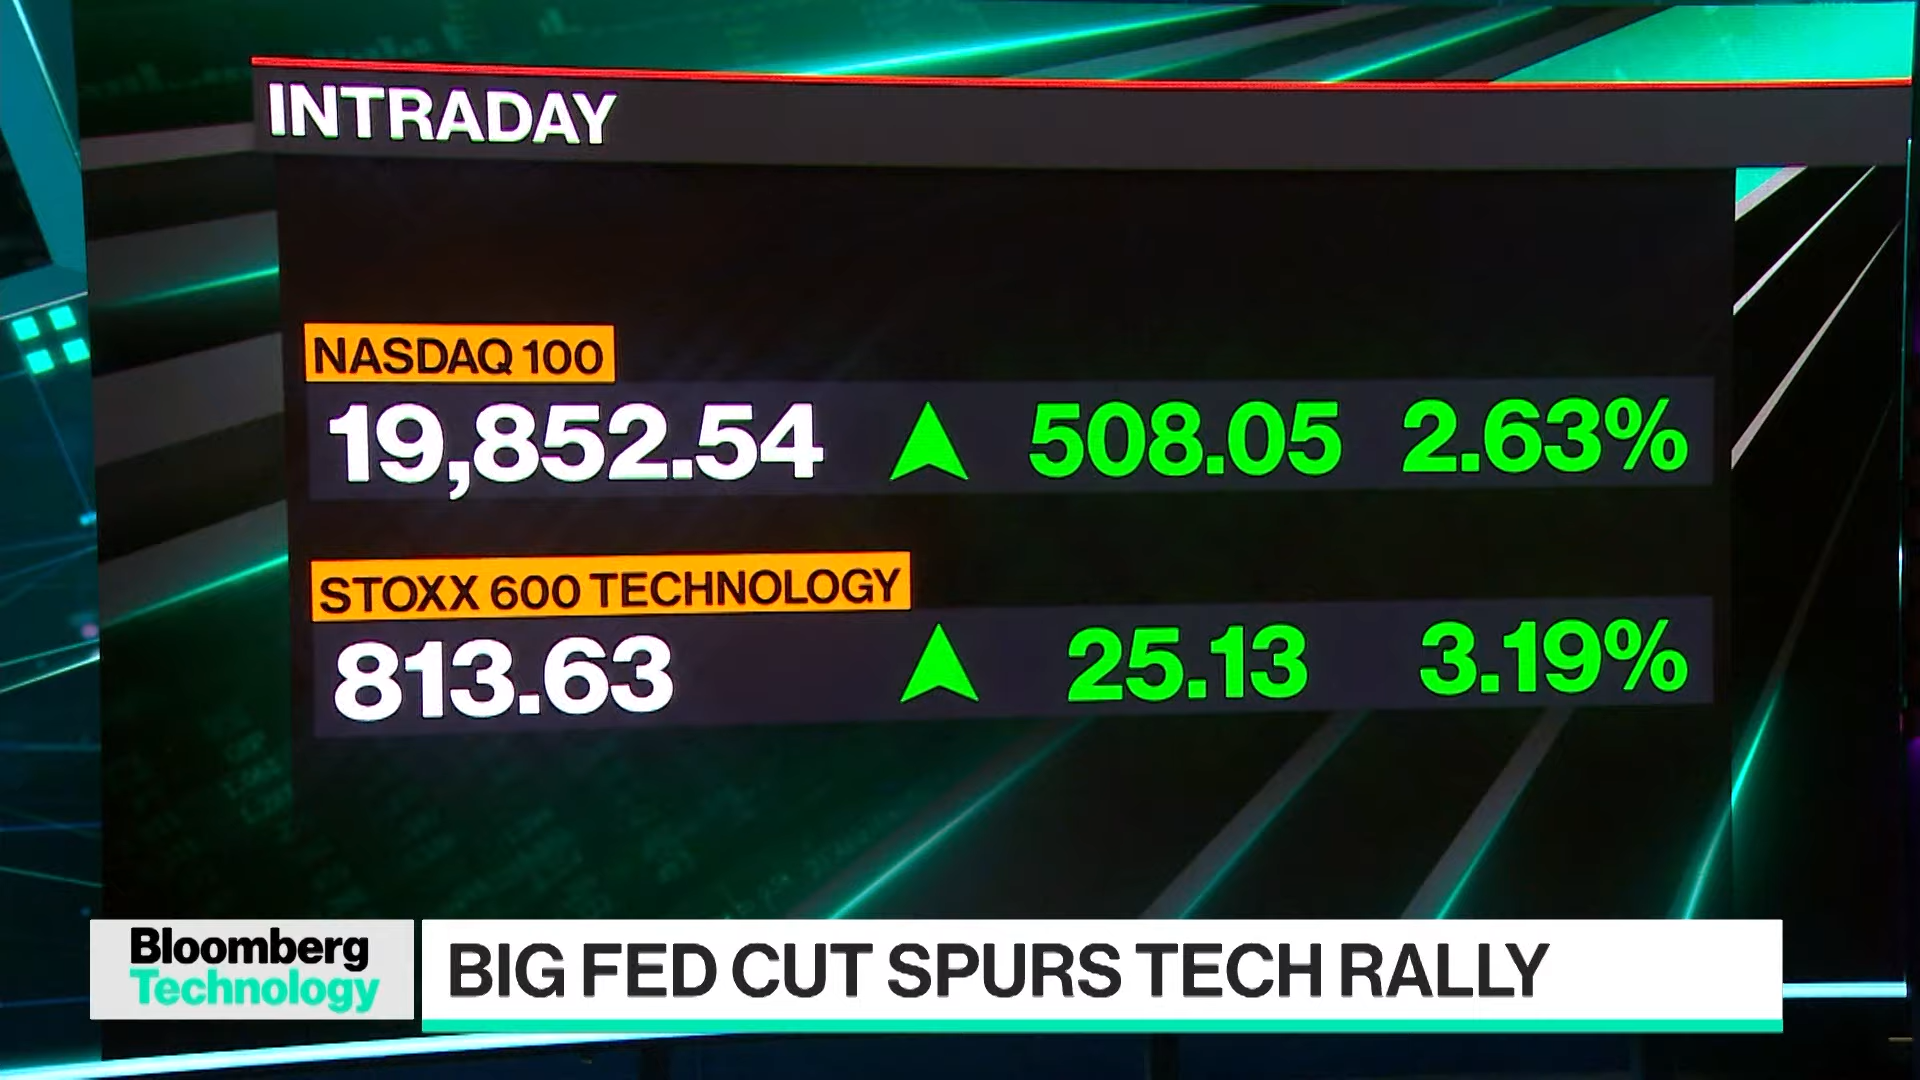 INTRADAY
NASDAQ 100
19,852.54 ▲ 508.05 2.63%
STOXX 600 TECHNOLOGY
813.63 ▲ 25.13 3.19%
Bloomberg
Technology
BIG FED CUT SPURS TECH RALLY